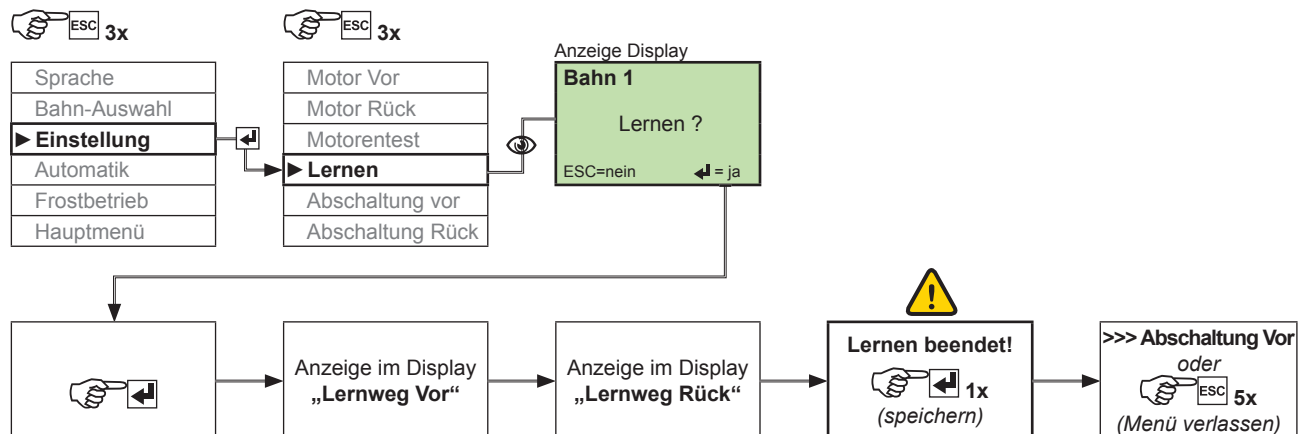 ESC 3x
ESC 3x
Anzeige Display
Sprache
Bahn-Auswahl
Einstellung
Automatik
Frostbetrieb
Hauptmenü
Motor Vor
Motor Rück
Motorentest
Lernen
Abschaltung vor
Abschaltung Rück
Bahn 1
Lernen ?
ESC=nein = ja
Anzeige im Display
„Lernweg Vor“
Anzeige im Display
„Lernweg Rück“
Lernen beendet!
1x
(speichern)
>>> Abschaltung Vor
oder
ESC 5x
(Menü verlassen)